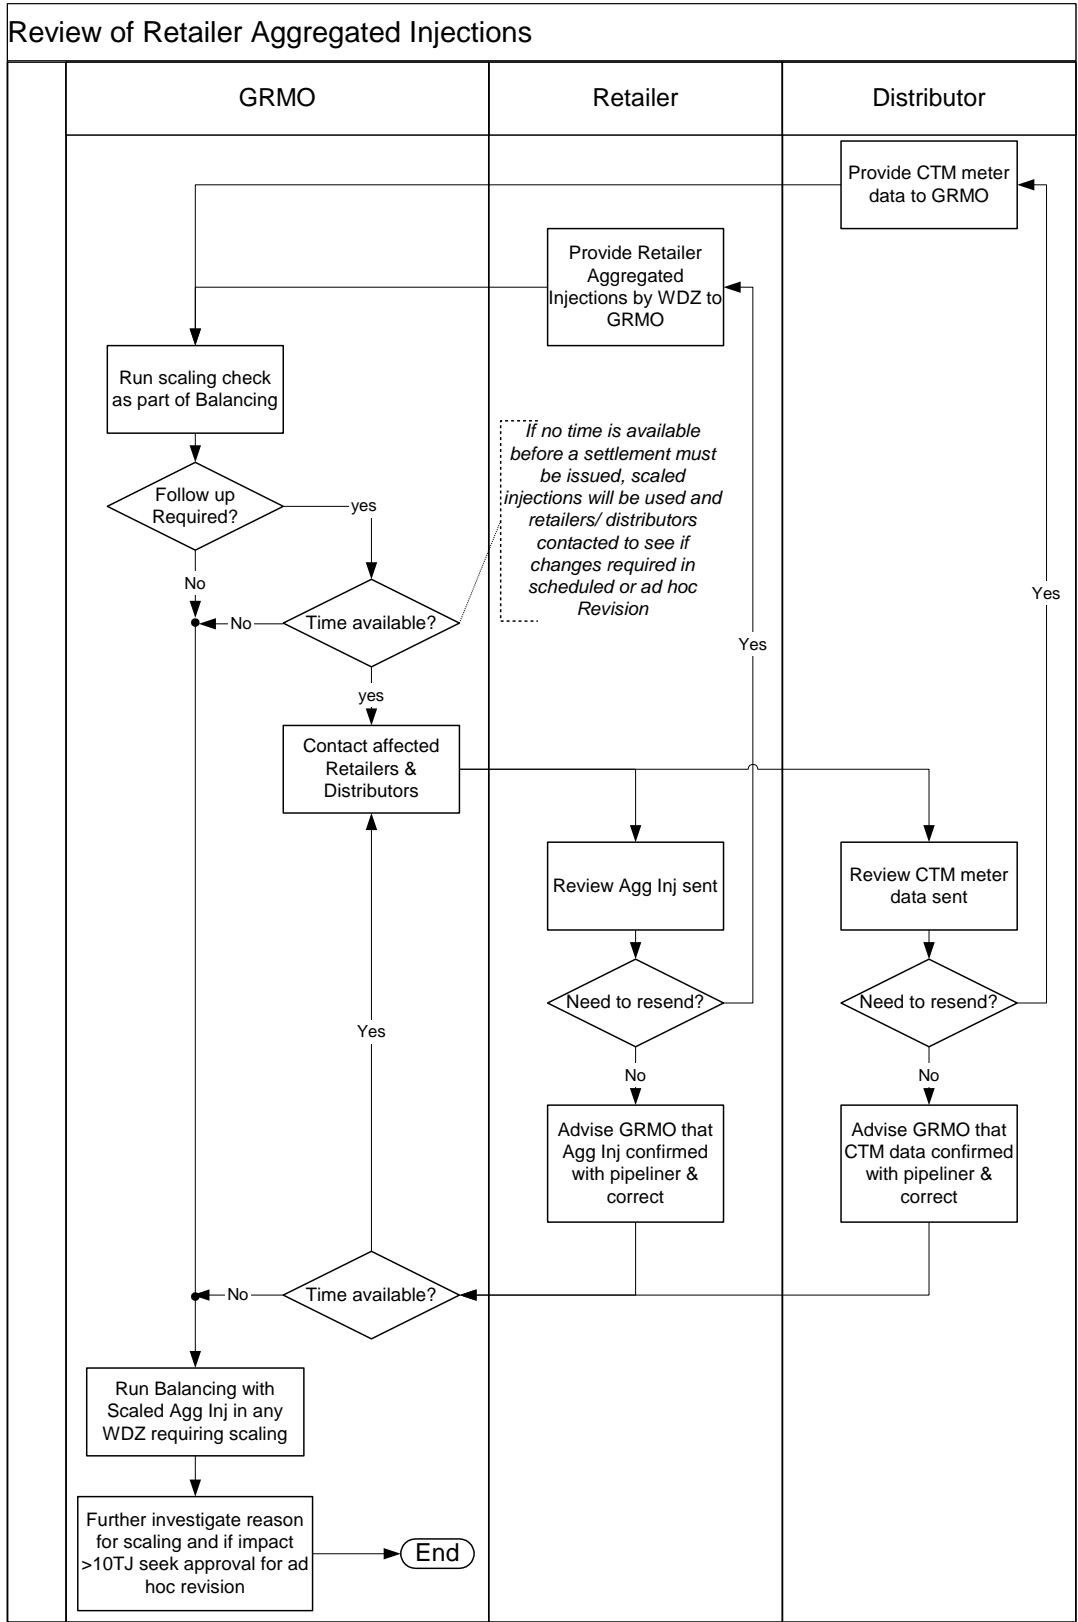 Review of Retailer Aggregated Injections
GRMO
Retailer
Distributor
Provide CTM meter
data to GRMO
Provide Retailer
Aggregated
Injections by WDZ to
GRMO
Run scaling check
as part of Balancing
If no time is available
before a settlement must
be issued, scaled
injections will be used and
retailers/ distributors
contacted to see if
changes required in
scheduled or ad hoc
Revision
Follow up
Required?
yes
No
Time available?
No
yes
Yes
Yes
Contact affected
Retailers &
Distributors
Review Agg Inj sent
Review CTM meter
data sent
Need to resend?
Need to resend?
Yes
No
No
Advise GRMO that
Agg Inj confirmed
with pipeliner &
correct
Advise GRMO that
CTM data confirmed
with pipeliner &
correct
Time available?
No
Run Balancing with
Scaled Agg Inj in any
WDZ requiring scaling
Further investigate reason
for scaling and if impact
>10TJ seek approval for ad
hoc revision
End